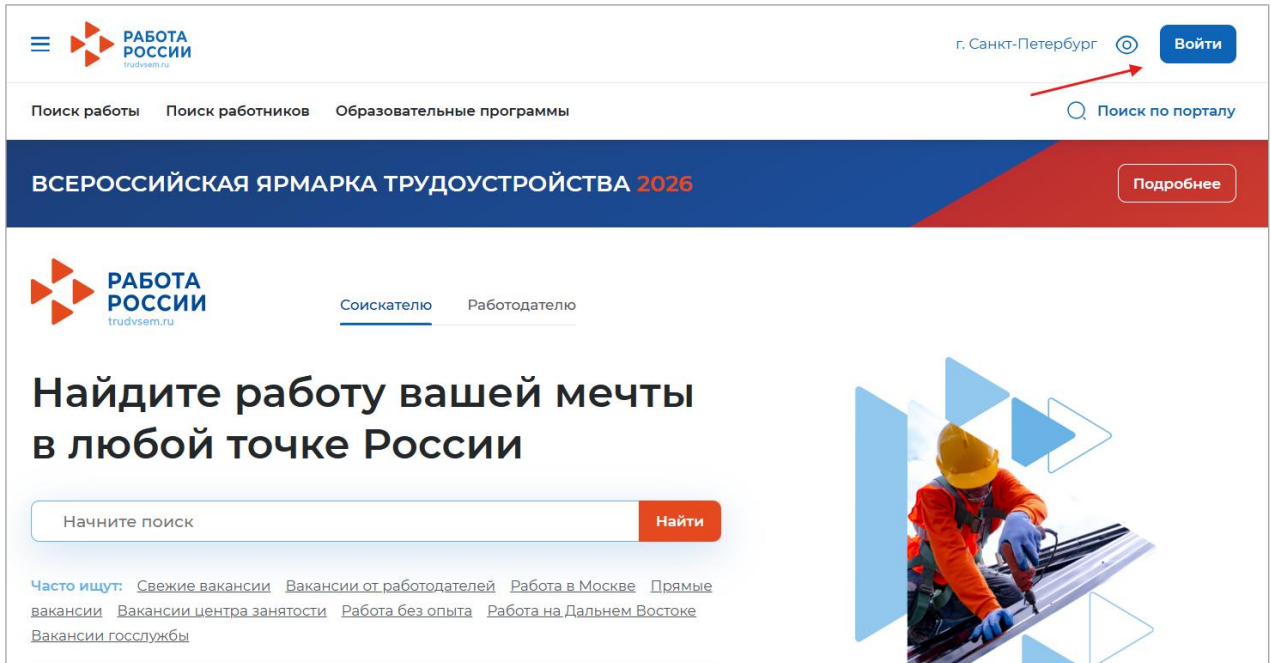 РАБОТА
РОССИИ
trudvsem.ru
г. Санкт-Петербург
Войти
Поиск работы Поиск работников Образовательные программы
Поиск по порталу
ВСЕРОССИЙСКАЯ ЯРМАРКА ТРУДОУСТРОЙСТВА 2026
Подробнее
РАБОТА
РОССИИ
trudvsem.ru
Соискателю Работодателю
Найдите работу вашей мечты
в любой точке России
Начните поиск
Найти
Часто ищут: Свежие вакансии Вакансии от работодателей Работа в Москве Прямые
вакансии Вакансии центра занятости Работа без опыта Работа на Дальнем Востоке
Вакансии госслужбы